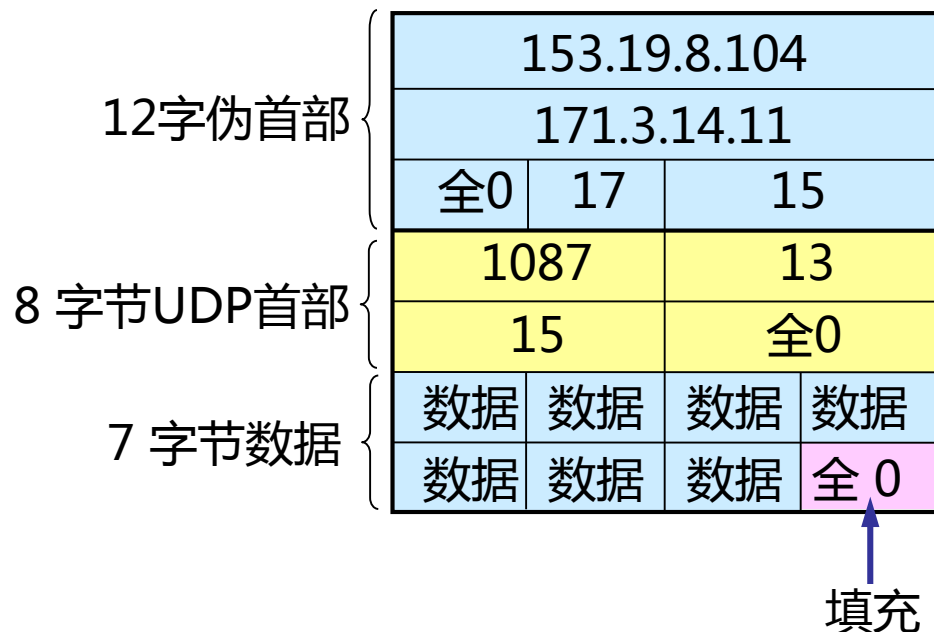 153.19.8.104
12字伪首部
171.3.14.11
全0 17 15
1087 13
8 字节UDP首部
15 全0
数据 数据 数据 数据
7 字节数据
数据 数据 数据 全 0
填充